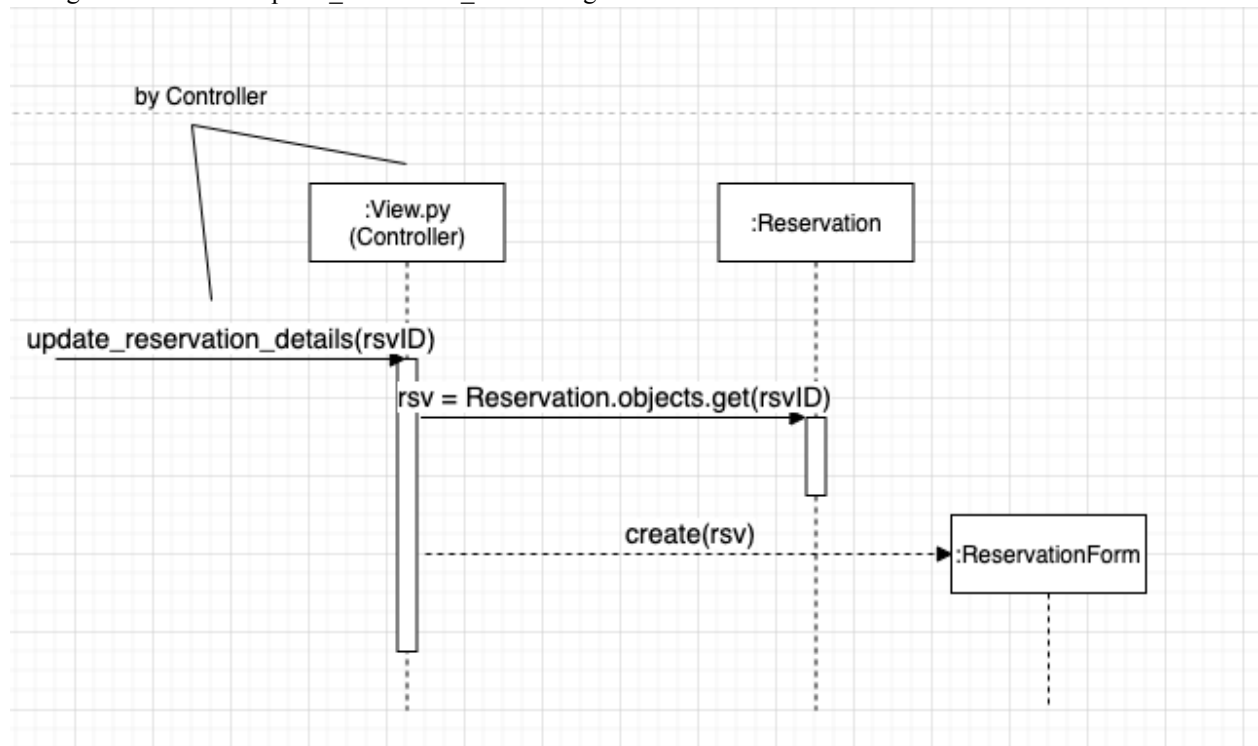 by Controller
:View.py
(Controller)
:Reservation
update_reservation_details(rsvID)
rsv = Reservation.objects.get(rsvID)
create(rsv)
:ReservationForm